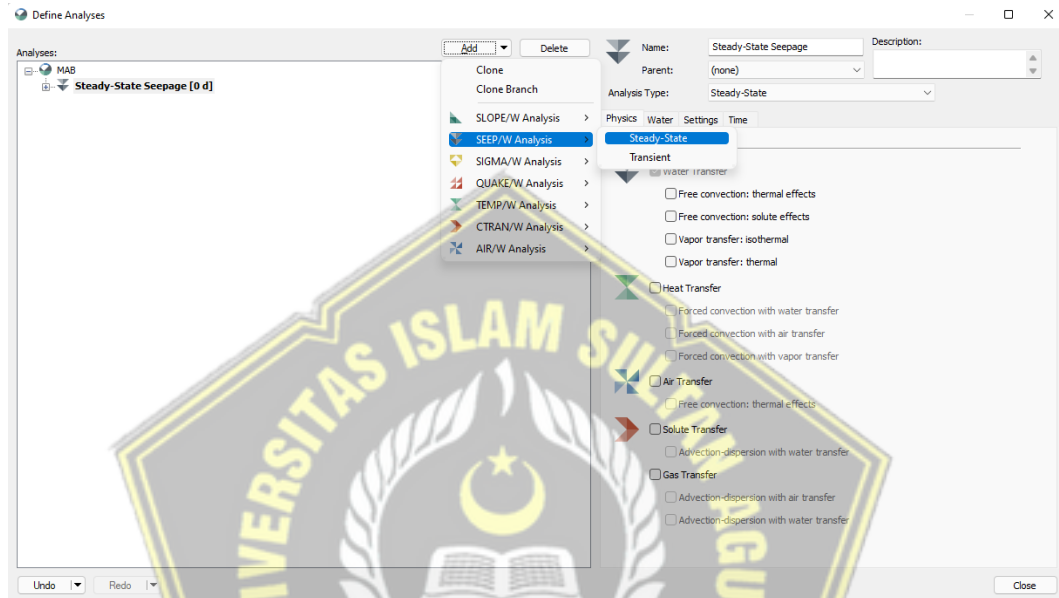 Define Analyses
Analyses:
MAB
Steady-State Seepage [0 d]
Add
Delete
Clone
Clone Branch
SLOPE/W Analysis
SEEP/W Analysis
SIGMA/W Analysis
QUAKE/W Analysis
TEMP/W Analysis
CTRAN/W Analysis
AIR/W Analysis
Steady-State
Transient
Name: Steady-State Seepage
Description:
Parent: (none)
Analysis Type: Steady-State
Physics Water Settings Time
Water Transfer
Free convection: thermal effects
Free convection: solute effects
Vapor transfer: isothermal
Vapor transfer: thermal
Heat Transfer
Forced convection with water transfer
Forced convection with air transfer
Forced convection with vapor transfer
Air Transfer
Free convection: thermal effects
Solute Transfer
Advection-dispersion with water transfer
Gas Transfer
Advection-dispersion with air transfer
Advection-dispersion with water transfer
Undo
Redo
Close
ISLAM